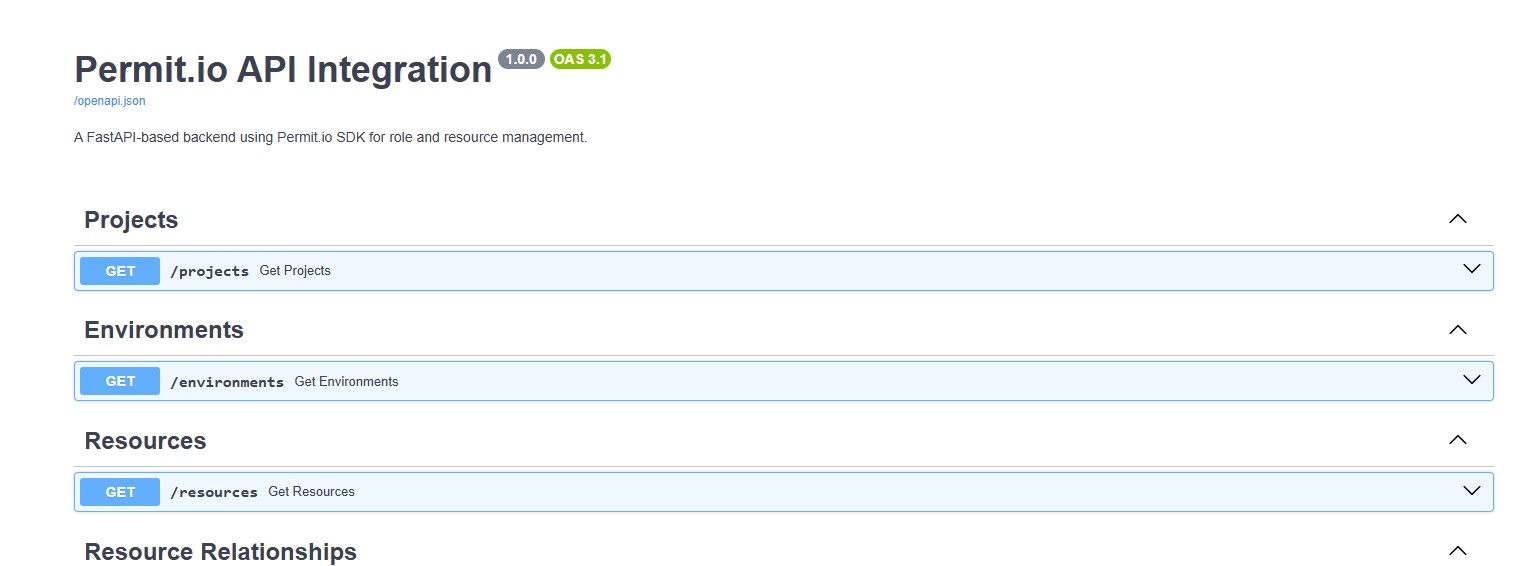 Permit.io API Integration 1.0.0 OAS 3.1
/openapi.json
A FastAPI-based backend using Permit.io SDK for role and resource management.
Projects
GET /projects Get Projects
Environments
GET /environments Get Environments
Resources
GET /resources Get Resources
Resource Relationships